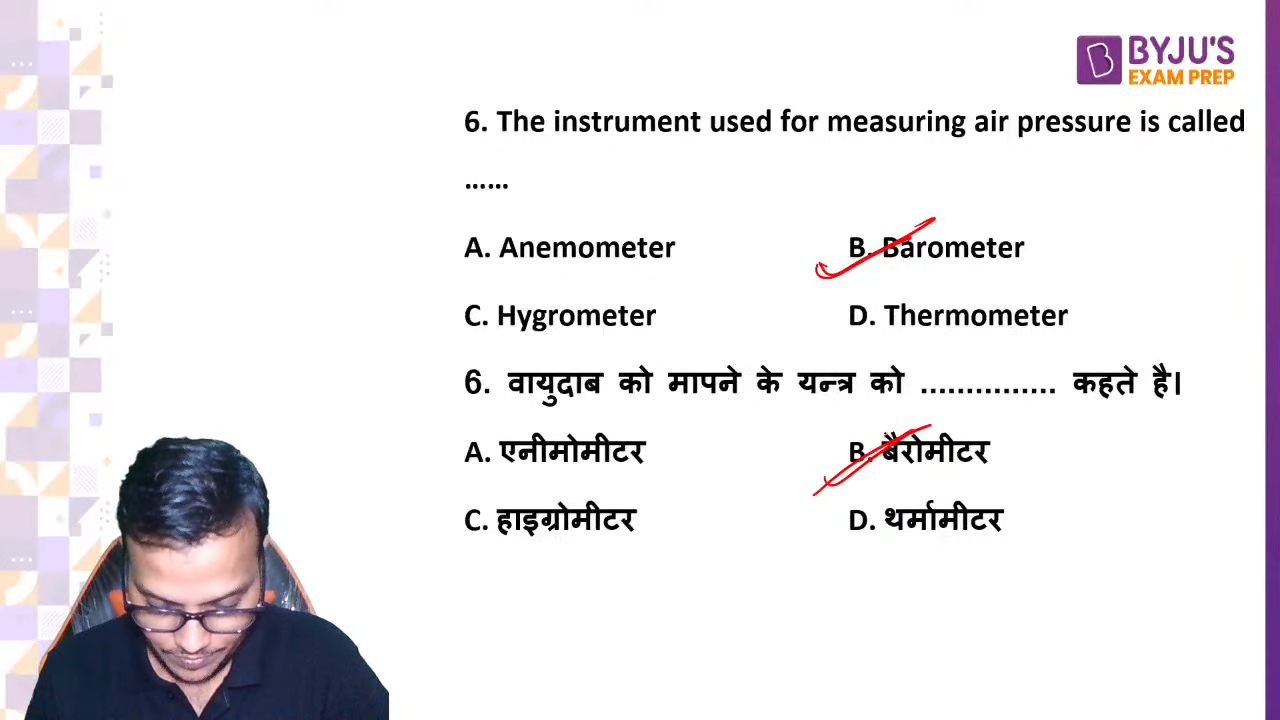 BYJU'S
EXAM PREP
6. The instrument used for measuring air pressure is called
......
A. Anemometer B. Barometer
C. Hygrometer D. Thermometer
6. वायुदाब को मापने के यन्त्र को ............... कहते है।
A. एनीमोमीटर B. बैरोमीटर
C. हाइग्रोमीटर D. थर्मामीटर